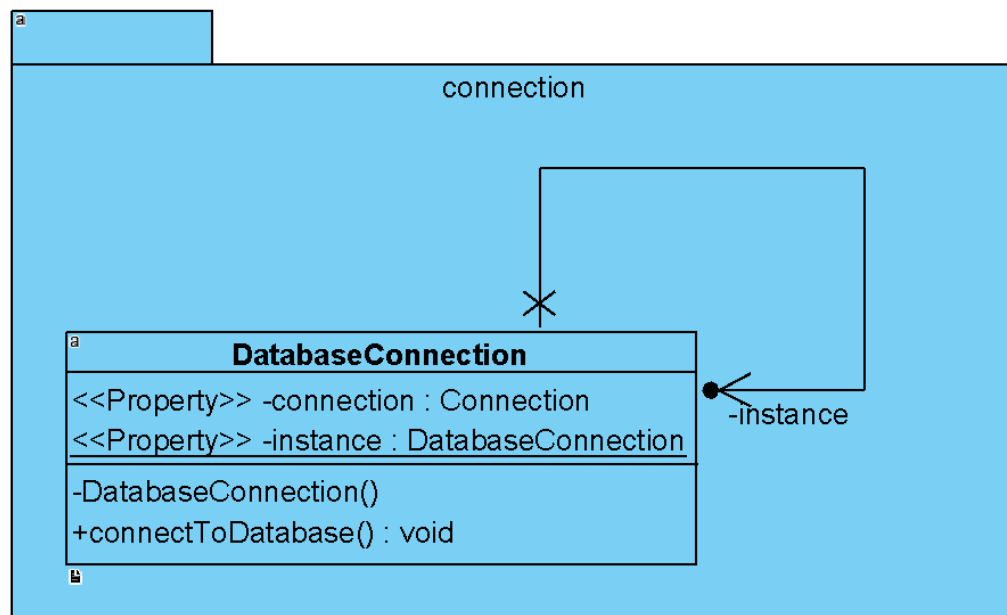 a
connection
a
DatabaseConnection
<<Property>> -connection : Connection
<<Property>> -instance : DatabaseConnection
-instance
-DatabaseConnection()
+connectToDatabase() : void